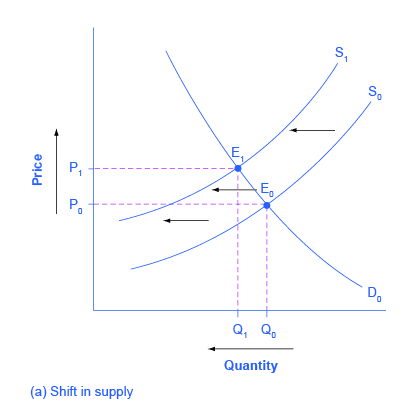 S₁
S₀
E₁
P₁
Price
E₀
P₀
D₀
Q₁ Q₀
Quantity
(a) Shift in supply